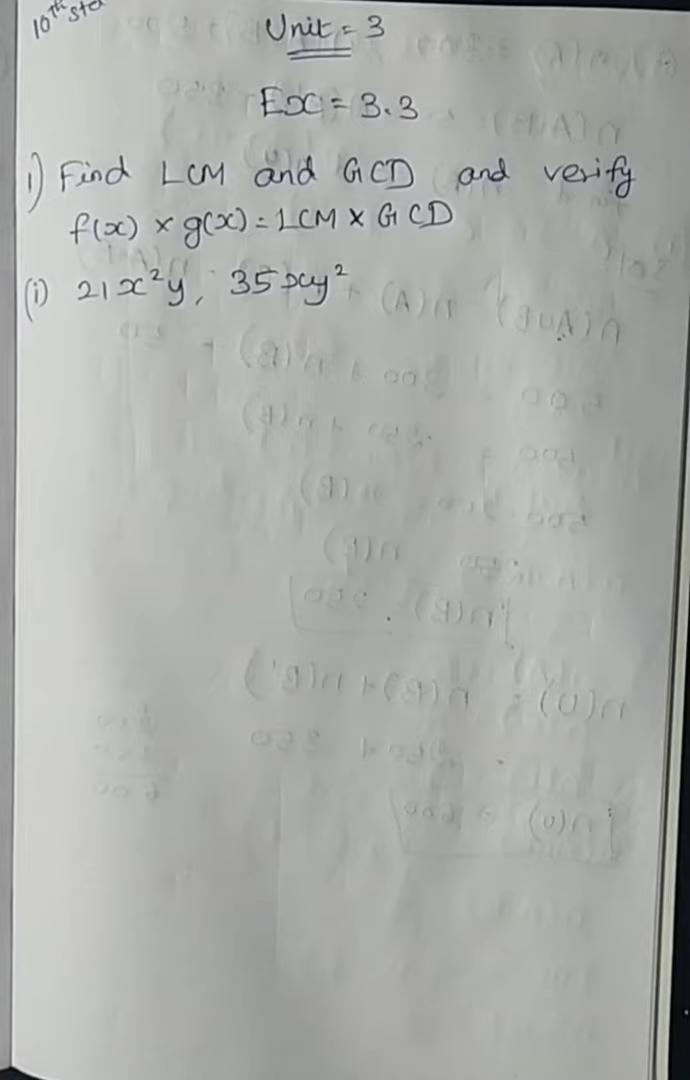 10th std
Unit = 3
Ex = 3.3
1) Find LCM and GCD and verify
f(x) × g(x) = LCM × GCD
(i) 21x²y, 35xy²